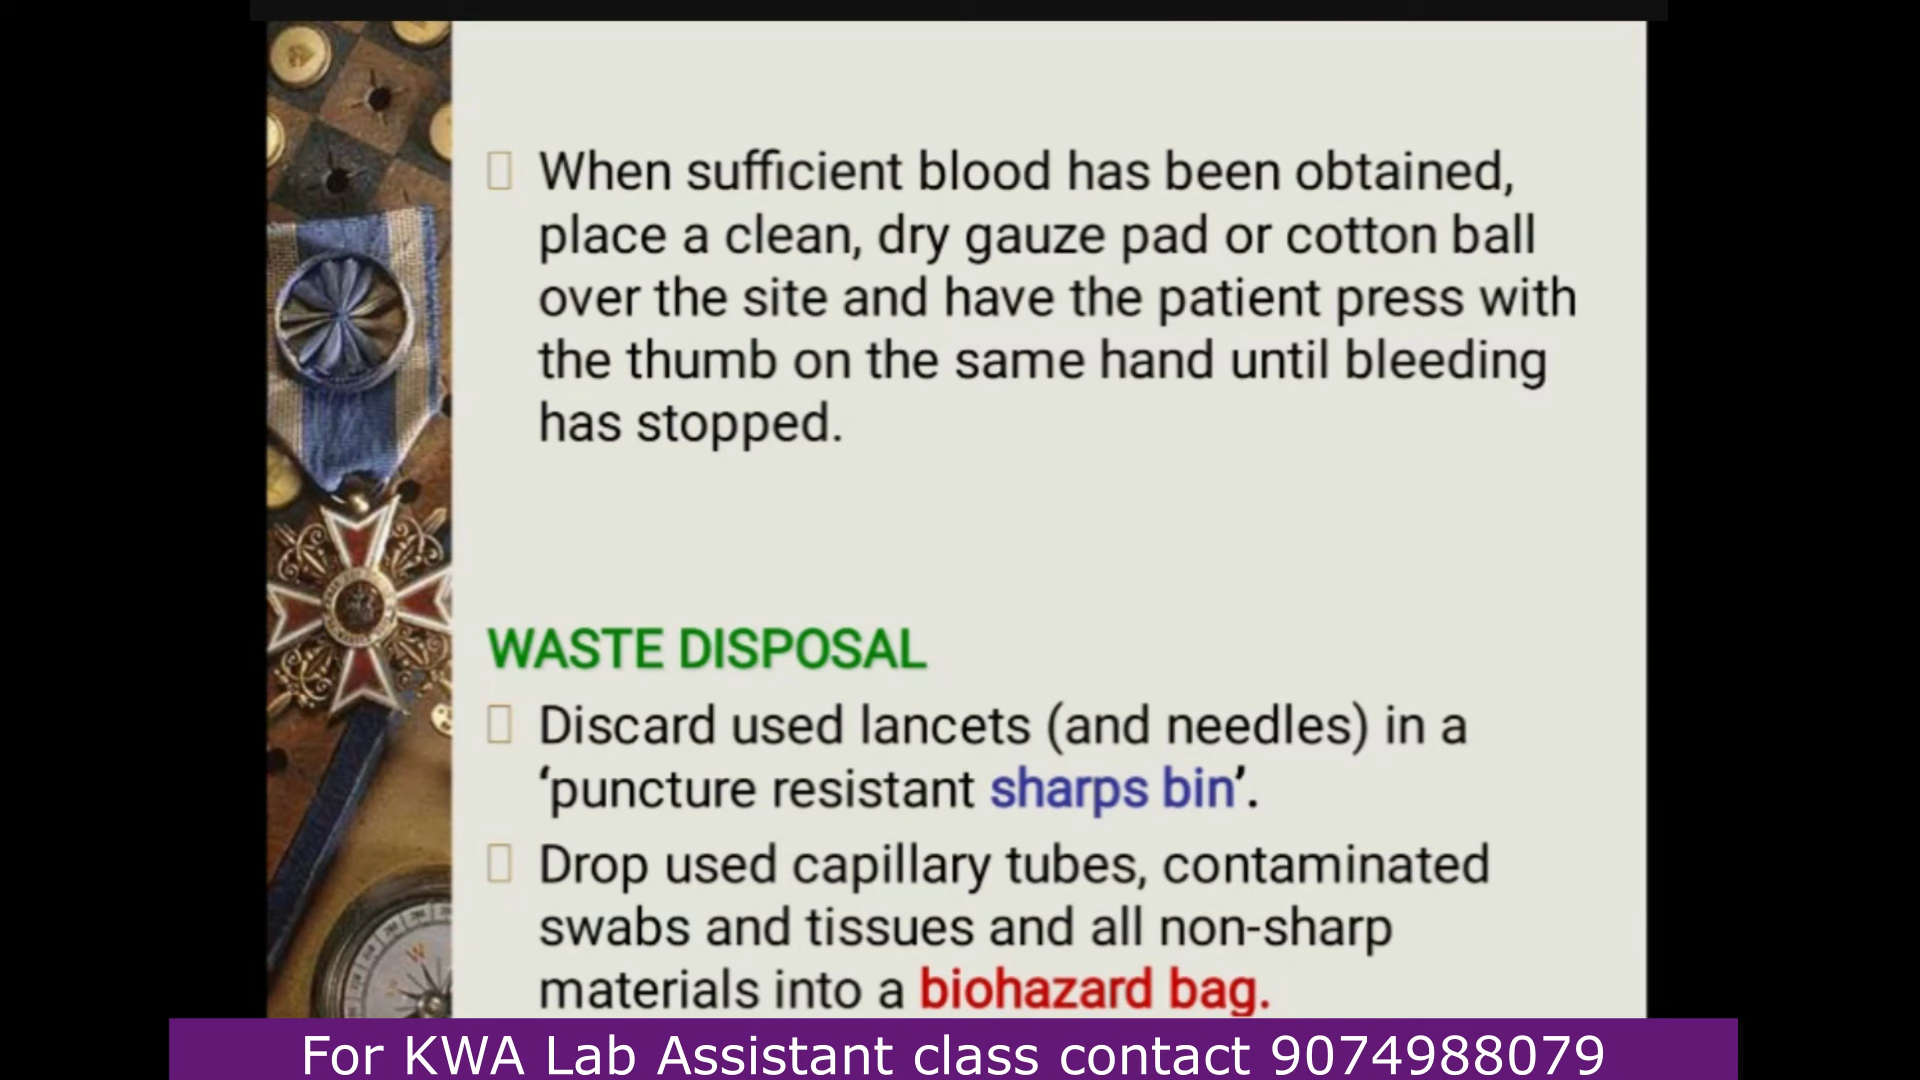 When sufficient blood has been obtained,
place a clean, dry gauze pad or cotton ball
over the site and have the patient press with
the thumb on the same hand until bleeding
has stopped.
WASTE DISPOSAL
Discard used lancets (and needles) in a
‘puncture resistant sharps bin’.
Drop used capillary tubes, contaminated
swabs and tissues and all non-sharp
materials into a biohazard bag.
For KWA Lab Assistant class contact 9074988079